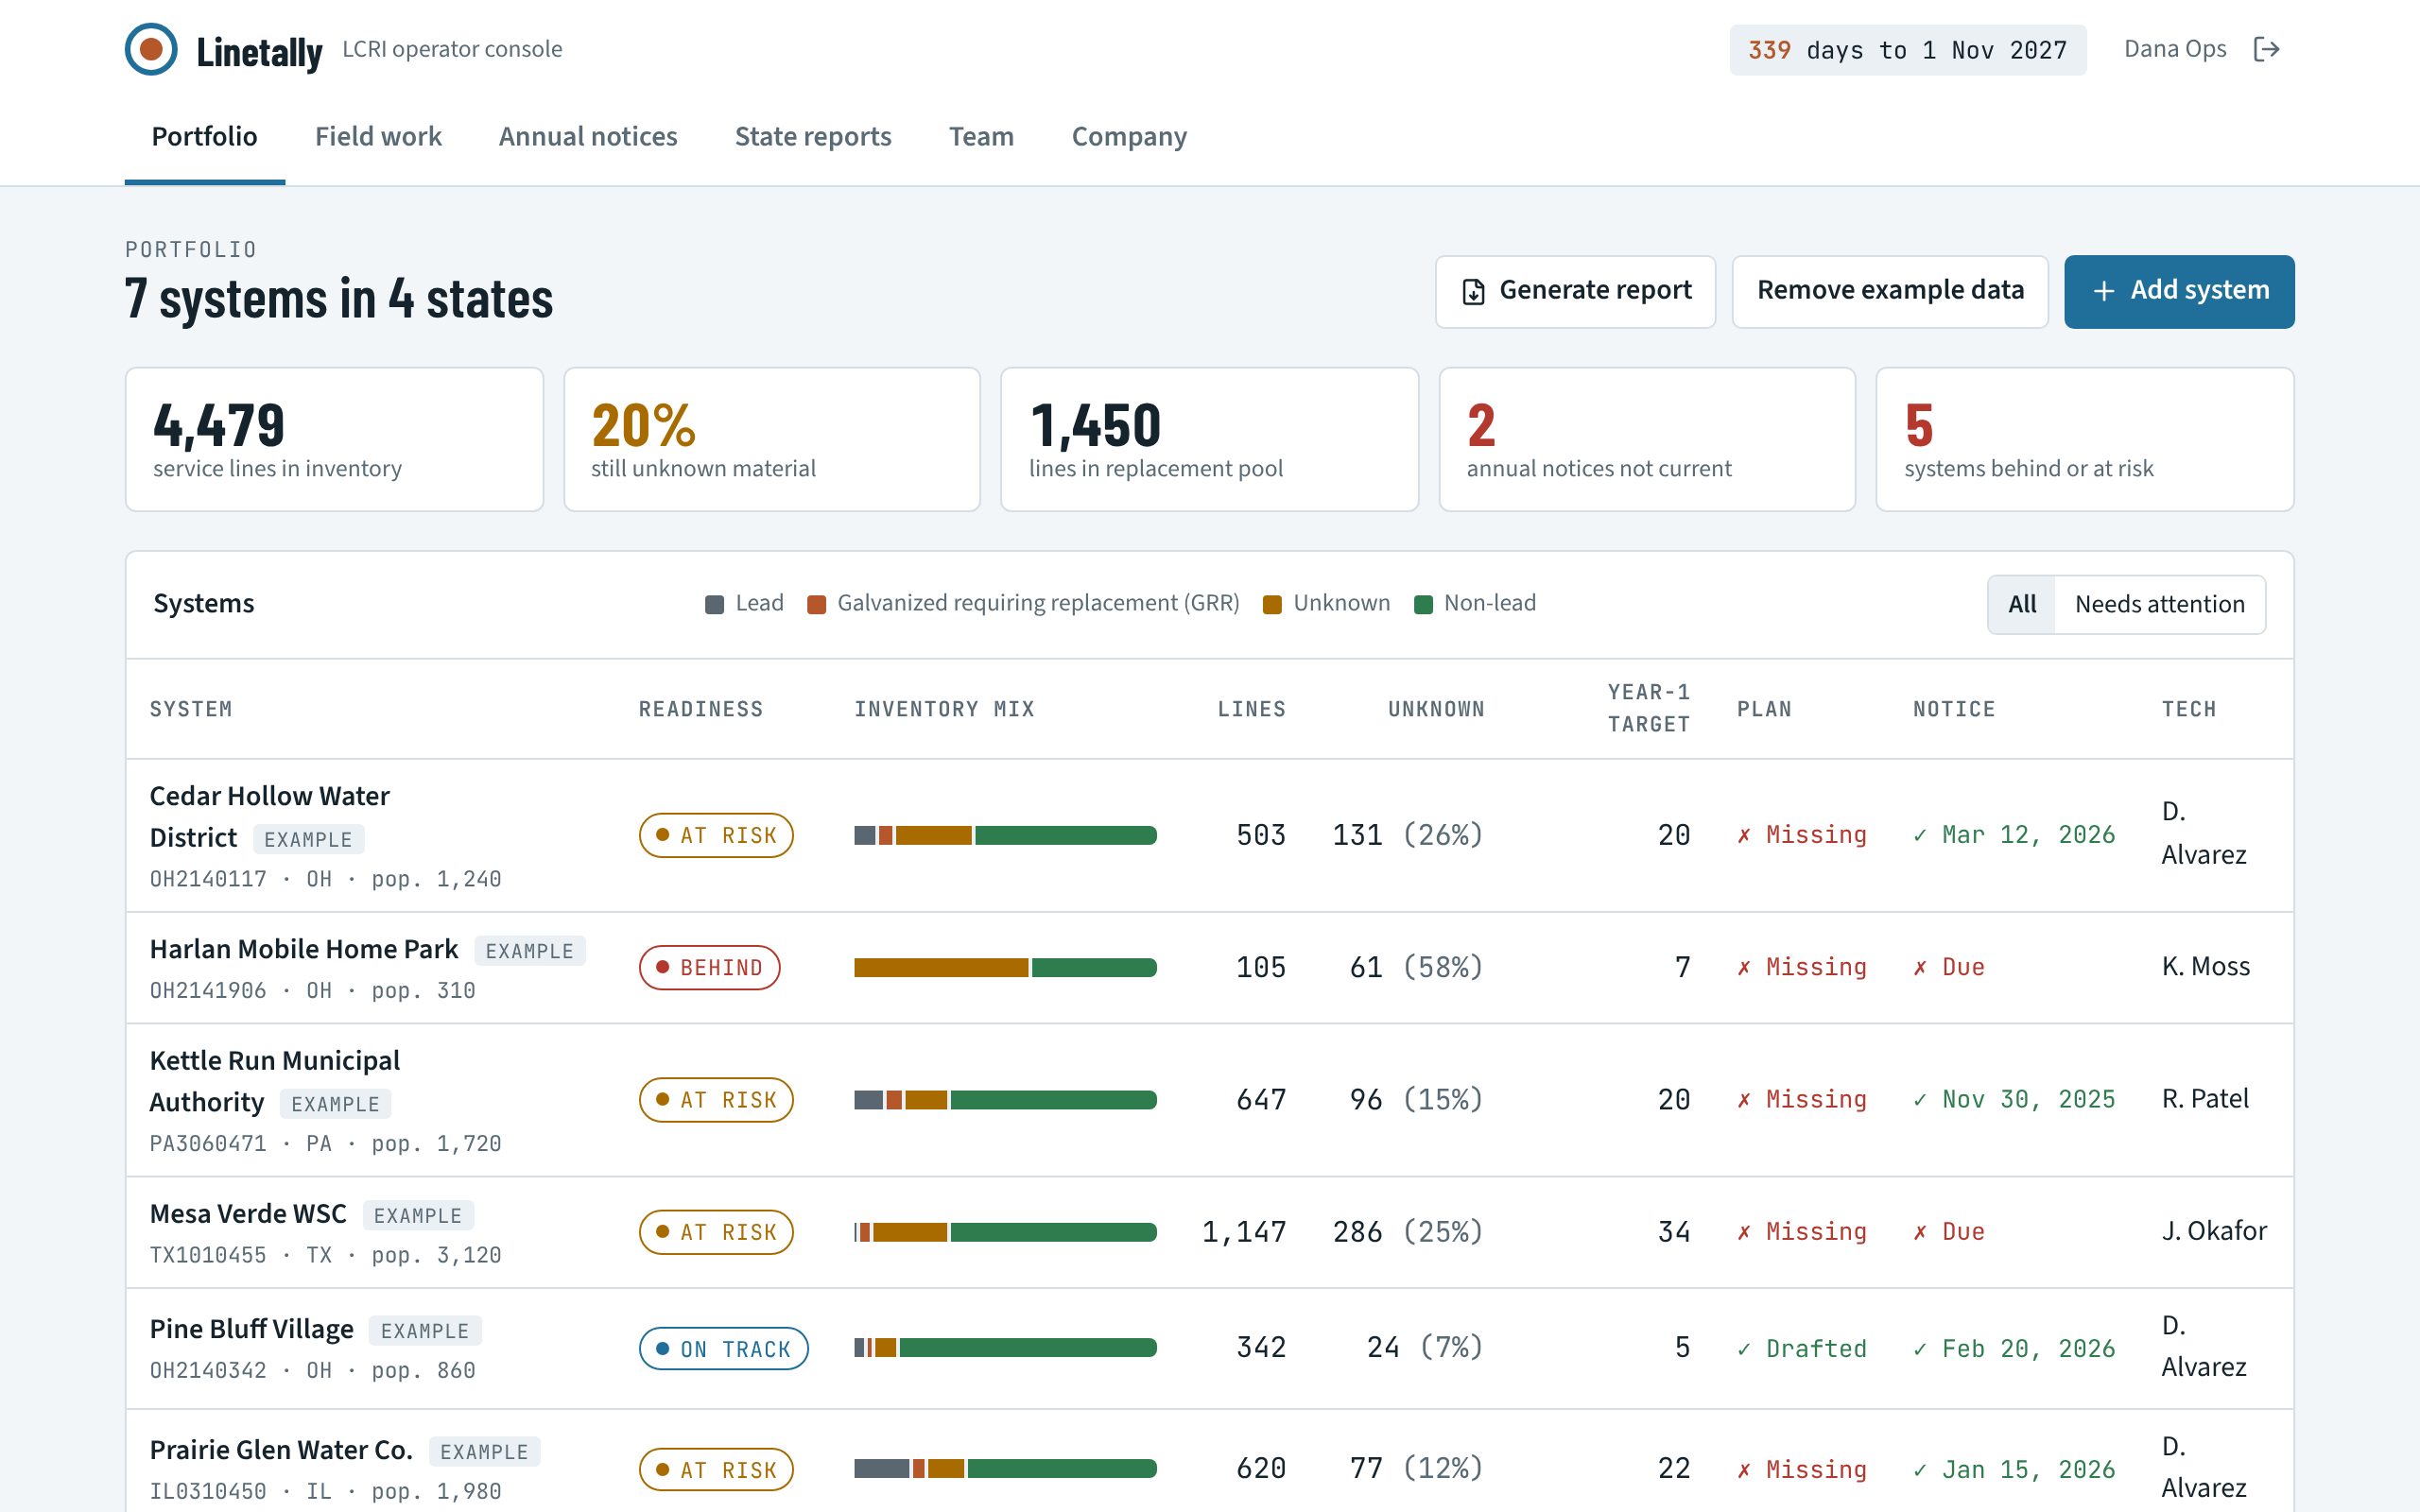 Linetally LCRI operator console
339 days to 1 Nov 2027
Dana Ops
Portfolio Field work Annual notices State reports Team Company
PORTFOLIO
7 systems in 4 states
Generate report
Remove example data
+ Add system
4,479
service lines in inventory
20%
still unknown material
1,450
lines in replacement pool
2
annual notices not current
5
systems behind or at risk
Systems
Lead Galvanized requiring replacement (GRR) Unknown Non-lead
All Needs attention
SYSTEM READINESS INVENTORY MIX LINES UNKNOWN YEAR-1 TARGET PLAN NOTICE TECH
Cedar Hollow Water
District EXAMPLE
OH2140117 · OH · pop. 1,240
AT RISK 503 131 (26%) 20 ✗ Missing ✓ Mar 12, 2026
D.
Alvarez
Harlan Mobile Home Park EXAMPLE
OH2141906 · OH · pop. 310
BEHIND 105 61 (58%) 7 ✗ Missing ✗ Due K. Moss
Kettle Run Municipal
Authority EXAMPLE
PA3060471 · PA · pop. 1,720
AT RISK 647 96 (15%) 20 ✗ Missing ✓ Nov 30, 2025 R. Patel
Mesa Verde WSC EXAMPLE
TX1010455 · TX · pop. 3,120
AT RISK 1,147 286 (25%) 34 ✗ Missing ✗ Due J. Okafor
Pine Bluff Village EXAMPLE
OH2140342 · OH · pop. 860
ON TRACK 342 24 (7%) 5 ✓ Drafted ✓ Feb 20, 2026
D.
Alvarez
Prairie Glen Water Co. EXAMPLE
IL0310450 · IL · pop. 1,980
AT RISK 620 77 (12%) 22 ✗ Missing ✓ Jan 15, 2026
D.
Alvarez